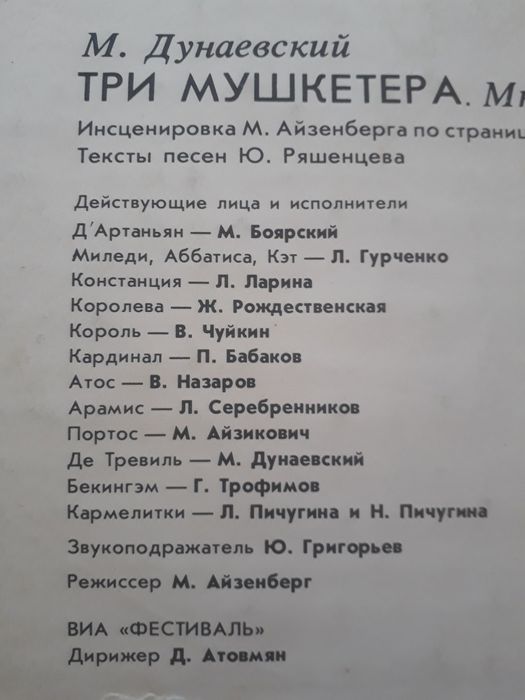 М. Дунаевский
ТРИ МУШКЕТЕРА.
Инсценировка М. Айзенберга по
Тексты песен Ю. Ряшенцева
Действующие лица и исполнители
Д'Артаньян — М. Боярский
Миледи, Аббатиса, Кэт — Л. Гурченко
Констанция — Л. Ларина
Королева — Ж. Рождественская
Король — В. Чуйкин
Кардинал — П. Бабаков
Атос — В. Назаров
Арамис — Л. Серебренников
Портос — М. Айзикович
Де Тревиль — М. Дунаевский
Бекингэм — Г. Трофимов
Кармелитки — Л. Пичугина и Н. Пичугина
Звукоподражатель Ю. Григорьев
Режиссер М. Айзенберг
ВИА «ФЕСТИВАЛЬ»
Дирижер Д. Атовмян